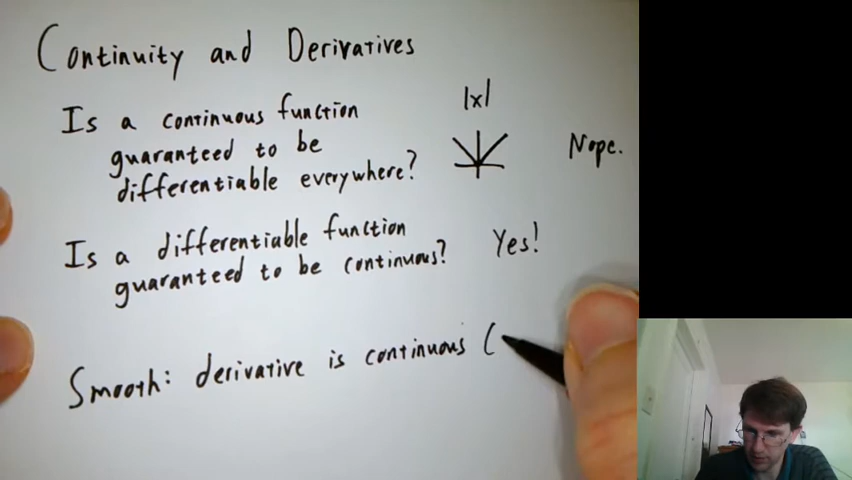 Continuity and Derivatives
Is a continuous function
guaranteed to be
differentiable everywhere?
|x|
Nope.
Is a differentiable function
guaranteed to be continuous?
Yes!
Smooth: derivative is continuous (